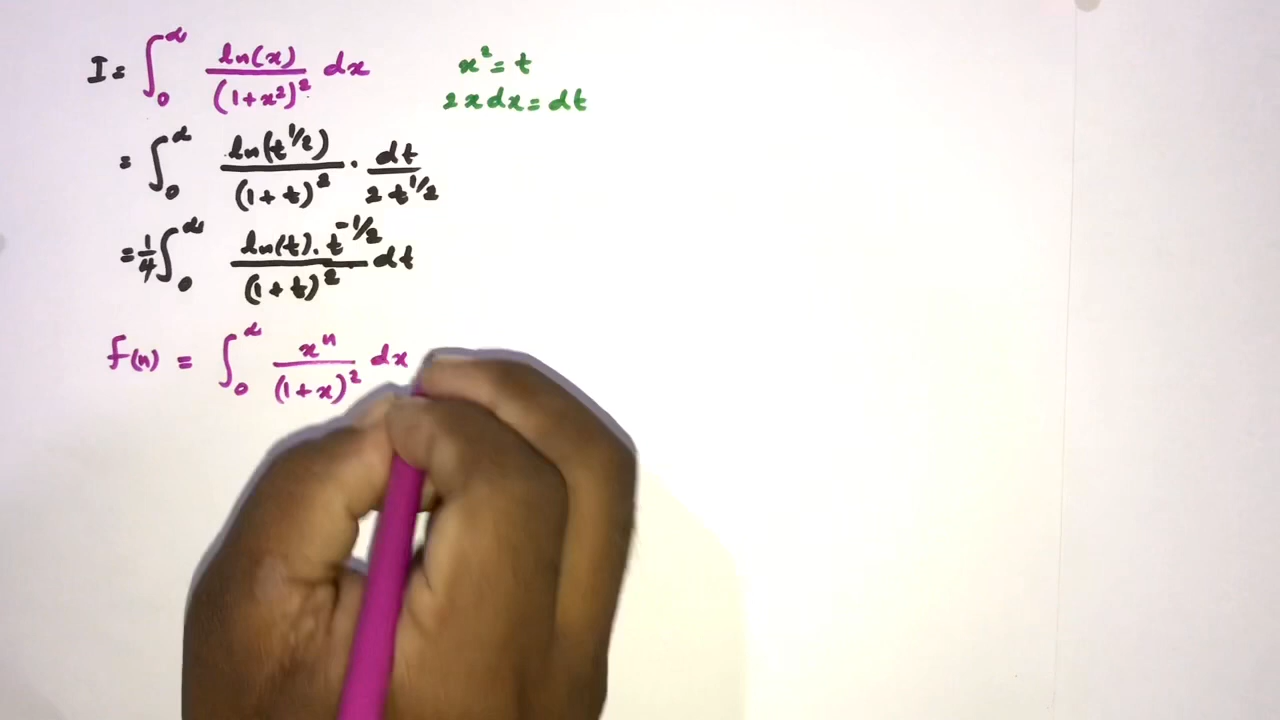 I = ∫₀^∞ ln(x)/(1+x²)² dx
x² = t
2x dx = dt
= ∫₀^∞ ln(t^1/2)/(1+t)² · dt/2t^1/2
= 1/4 ∫₀^∞ ln(t)·t^-1/2/(1+t)² dt
F(n) = ∫₀^∞ xⁿ/(1+x)² dx